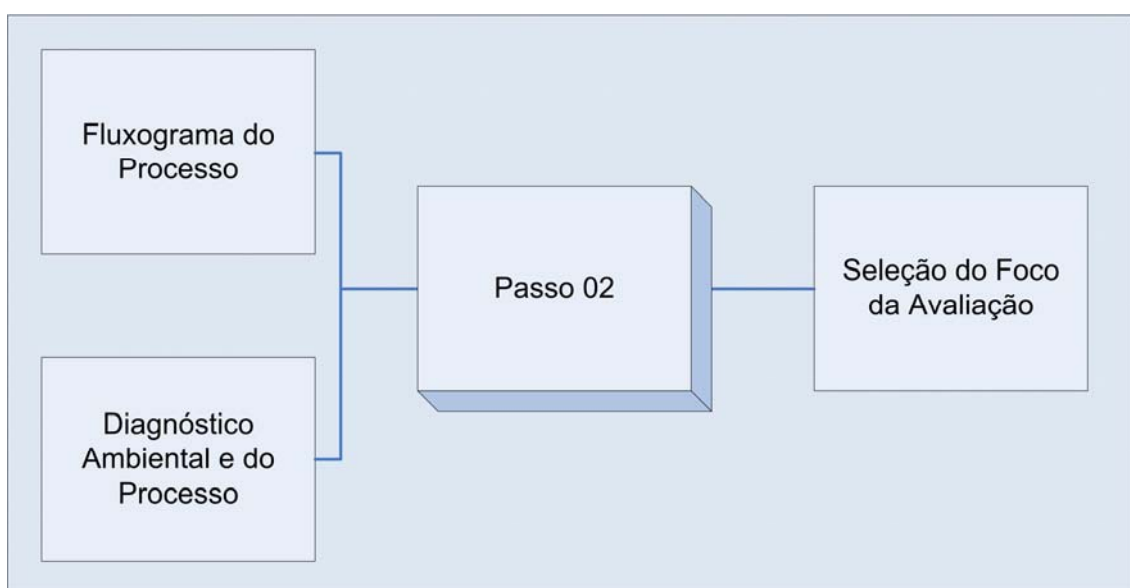 Fluxograma do
Processo
Diagnóstico
Ambiental e do
Processo
Passo 02
Seleção do Foco
da Avaliação